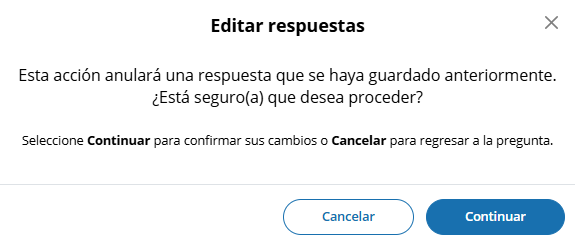 Editar respuestas
Esta acción anulará una respuesta que se haya guardado anteriormente.
¿Está seguro(a) que desea proceder?
Seleccione Continuar para confirmar sus cambios o Cancelar para regresar a la pregunta.
Cancelar
Continuar